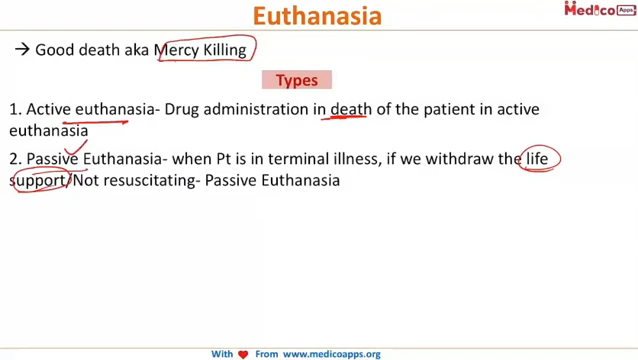 Euthanasia
Medico Apps
→ Good death aka Mercy Killing
Types
1. Active euthanasia- Drug administration in death of the patient in active
euthanasia
2. Passive Euthanasia- when Pt is in terminal illness, if we withdraw the life
support/Not resuscitating- Passive Euthanasia
With ❤ From www.medicoapps.org